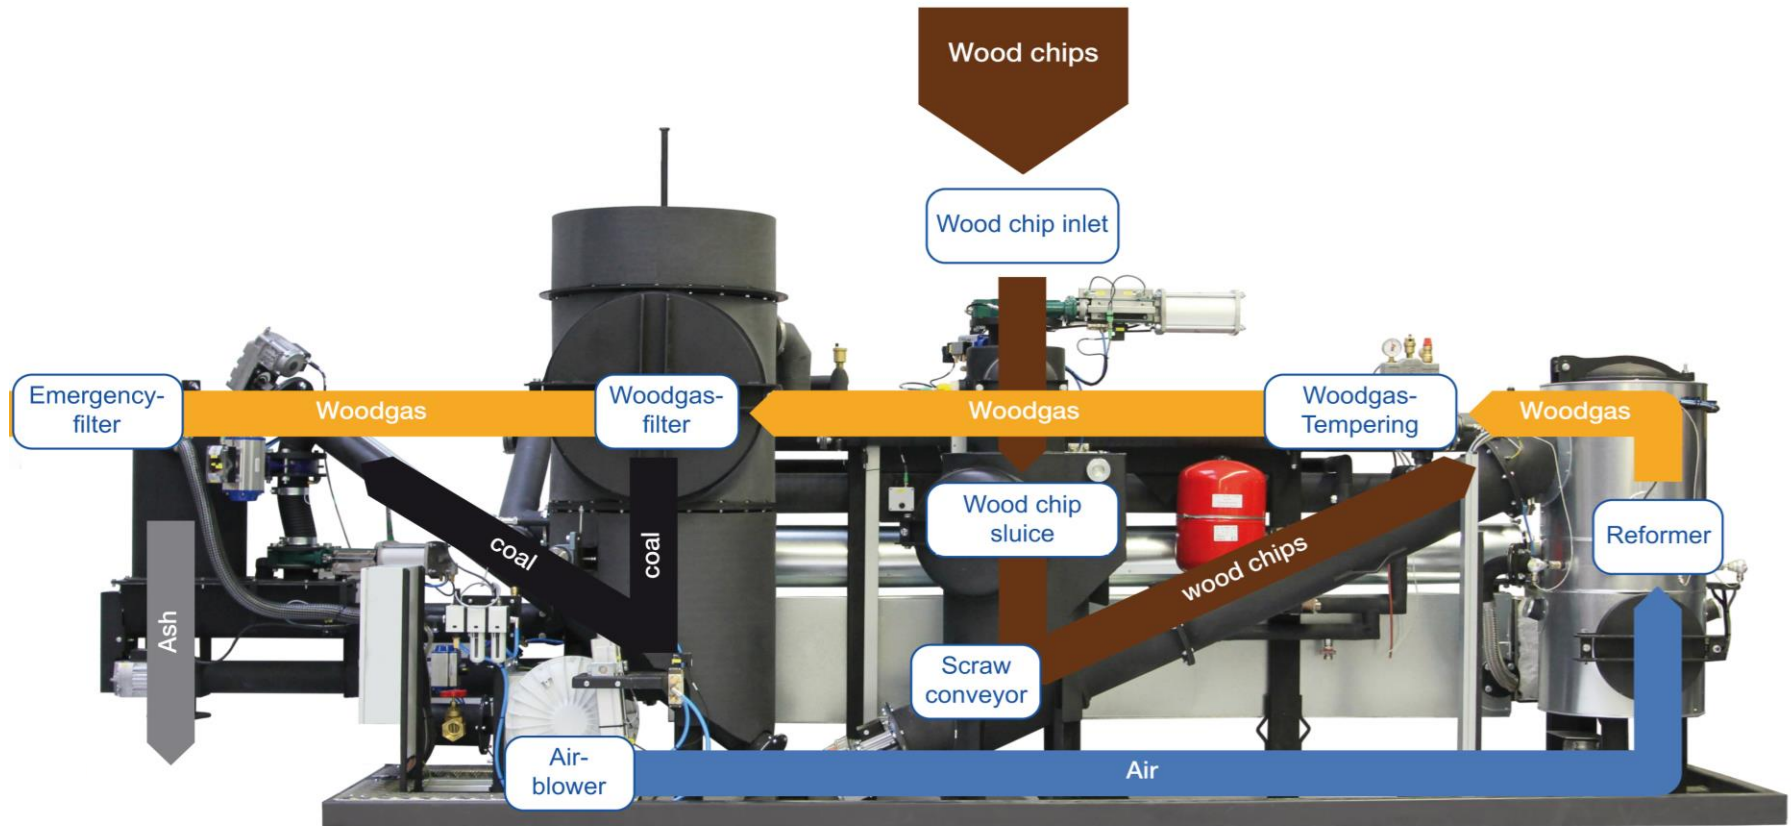 Wood chips
Wood chip inlet
Emergency-
filter
Woodgas
Woodgas-
filter
Woodgas
Woodgas-
Tempering
Woodgas
Wood chip
sluice
Reformer
coal
coal
wood chips
Ash
Scraw
conveyor
Air-
blower
Air